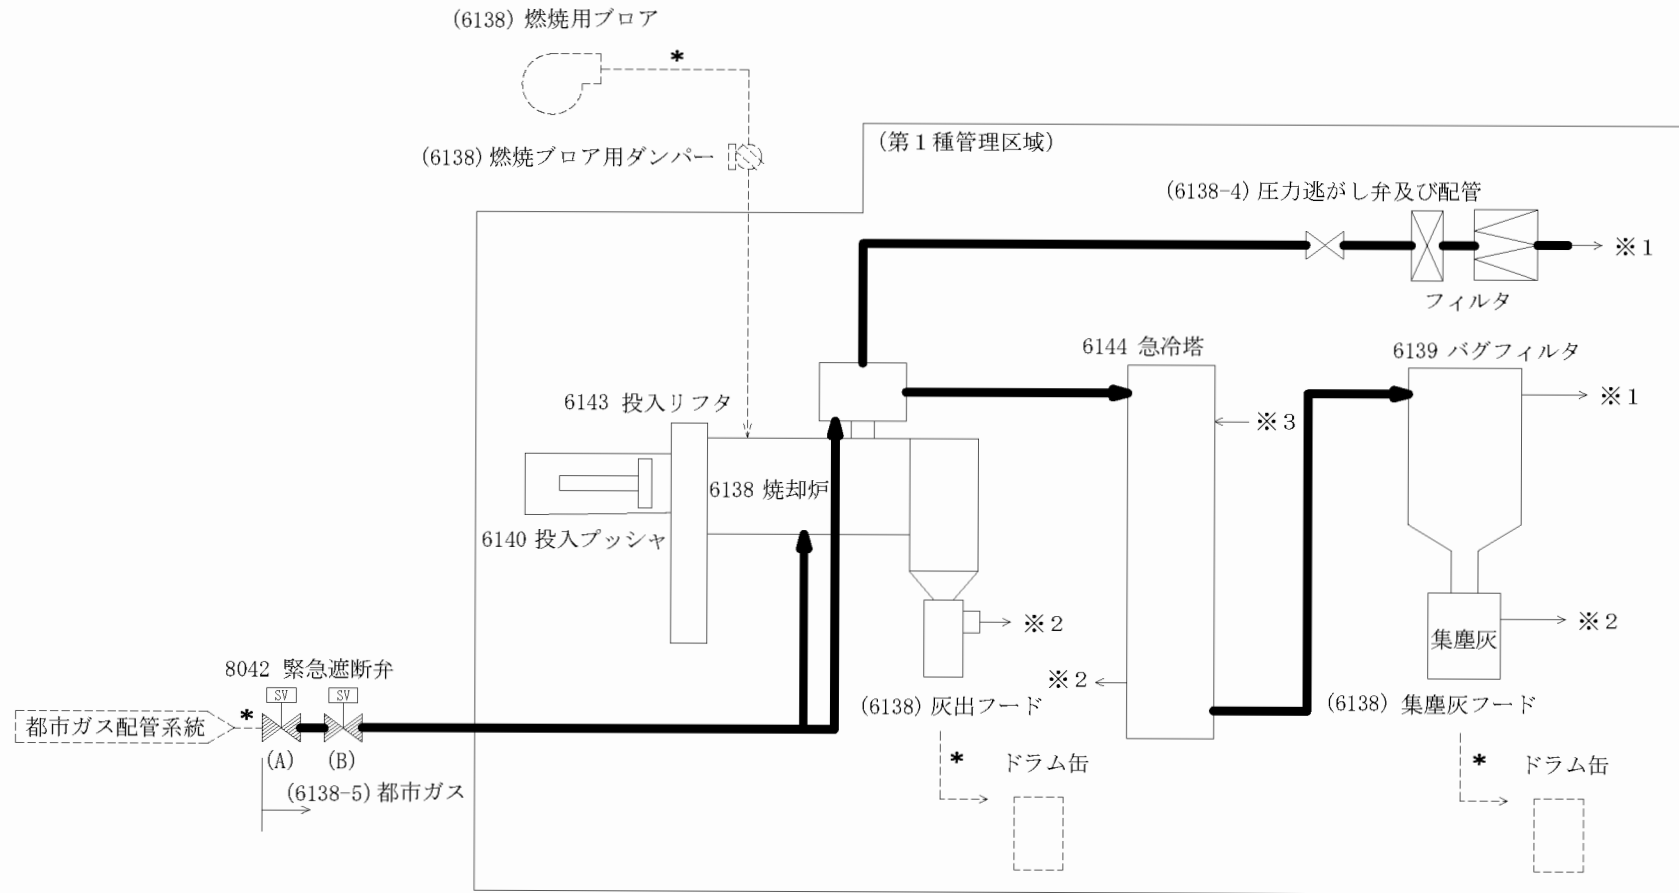 (6138) 燃焼用ブロア
*
(第１種管理区域)
(6138) 燃焼ブロア用ダンパー
(6138-4) 圧力逃がし弁及び配管
※１
フィルタ
6144 急冷塔
6139 バグフィルタ
6143 投入リフタ
※１
※３
6138 焼却炉
6140 投入プッシャ
※２
※２
集塵灰
8042 緊急遮断弁
※２
SV
SV
(6138) 灰出フード
(6138) 集塵灰フード
都市ガス配管系統
*
(A)
(B)
*
ドラム缶
*
ドラム缶
(6138-5) 都市ガス